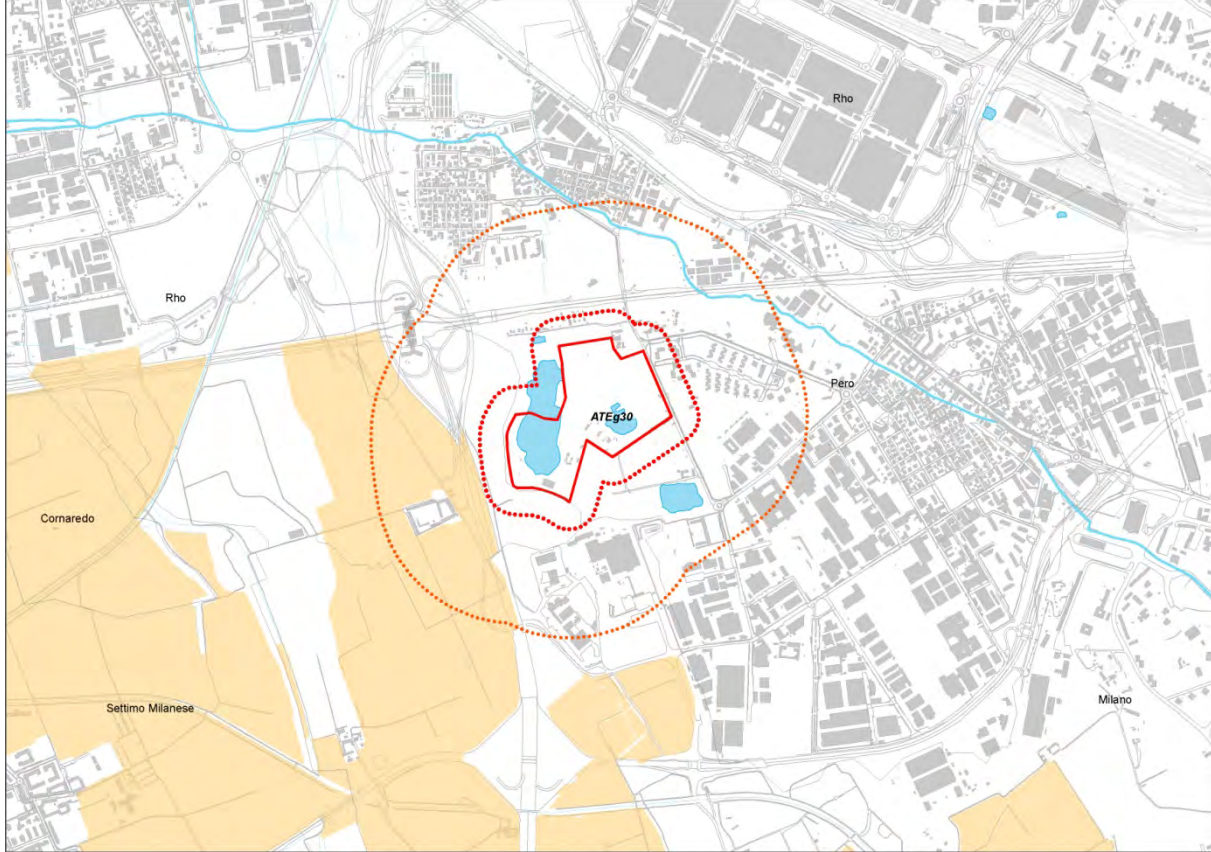 Rho
Rho
Pero
ATEg30
Cornaredo
Settimo Milanese
Milano